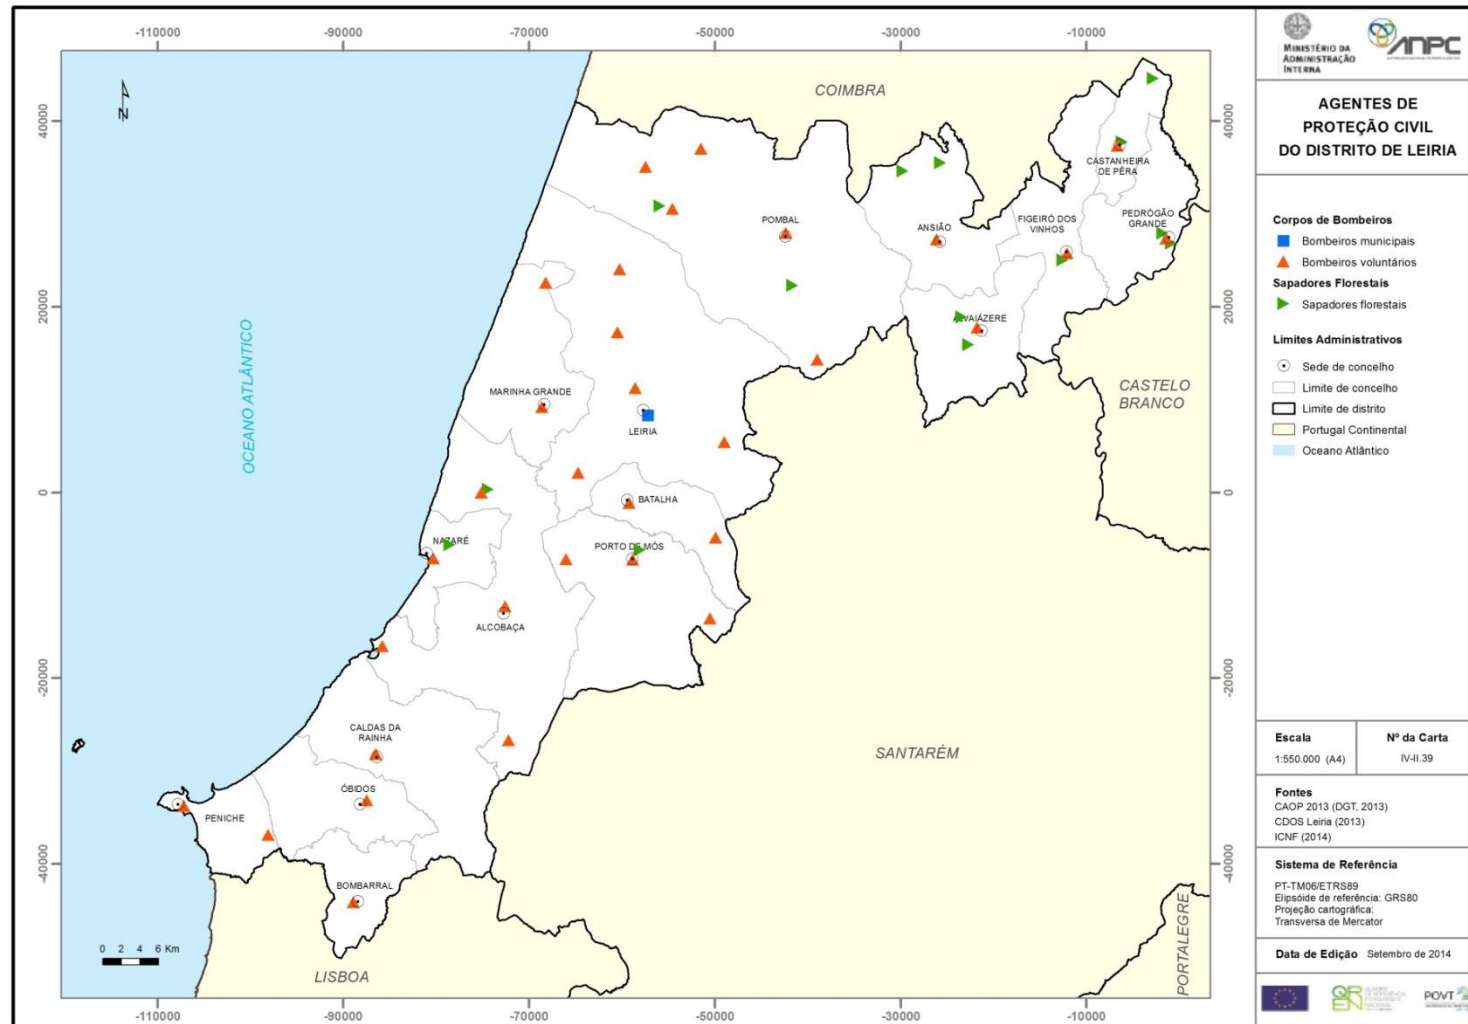 -110000
-90000
-70000
-50000
-30000
-10000
40000
20000
0
-20000
-40000
40000
20000
0
-20000
-40000
-110000
-90000
-70000
-50000
-30000
-10000
N
OCEANO ATLÂNTICO
COIMBRA
CASTELO
BRANCO
SANTARÉM
PORTALEGRE
LISBOA
CASTANHEIRA
DE PÊRA
PEDRÓGÃO
GRANDE
FIGEIRÓ DOS
VINHOS
ANSIÃO
POMBAL
ALVAIÁZERE
MARINHA GRANDE
LEIRIA
BATALHA
NAZARÉ
PORTO DE MÓS
ALCOBAÇA
CALDAS DA
RAINHA
ÓBIDOS
PENICHE
BOMBARRAL
0 2 4 6 Km
MINISTÉRIO DA
ADMINISTRAÇÃO
INTERNA
ANPC
AGENTES DE
PROTEÇÃO CIVIL
DO DISTRITO DE LEIRIA
Corpos de Bombeiros
Bombeiros municipais
Bombeiros voluntários
Sapadores Florestais
Sapadores florestais
Limites Administrativos
Sede de concelho
Limite de concelho
Limite de distrito
Portugal Continental
Oceano Atlântico
Escala
1:550.000 (A4)
Nº da Carta
IV-II.39
Fontes
CAOP 2013 (DGT, 2013)
CDOS Leiria (2013)
ICNF (2014)
Sistema de Referência
PT-TM06/ETRS89
Elipsóide de referência: GRS80
Projeção cartográfica:
Transversa de Mercator
Data de Edição Setembro de 2014
QREN
POVT